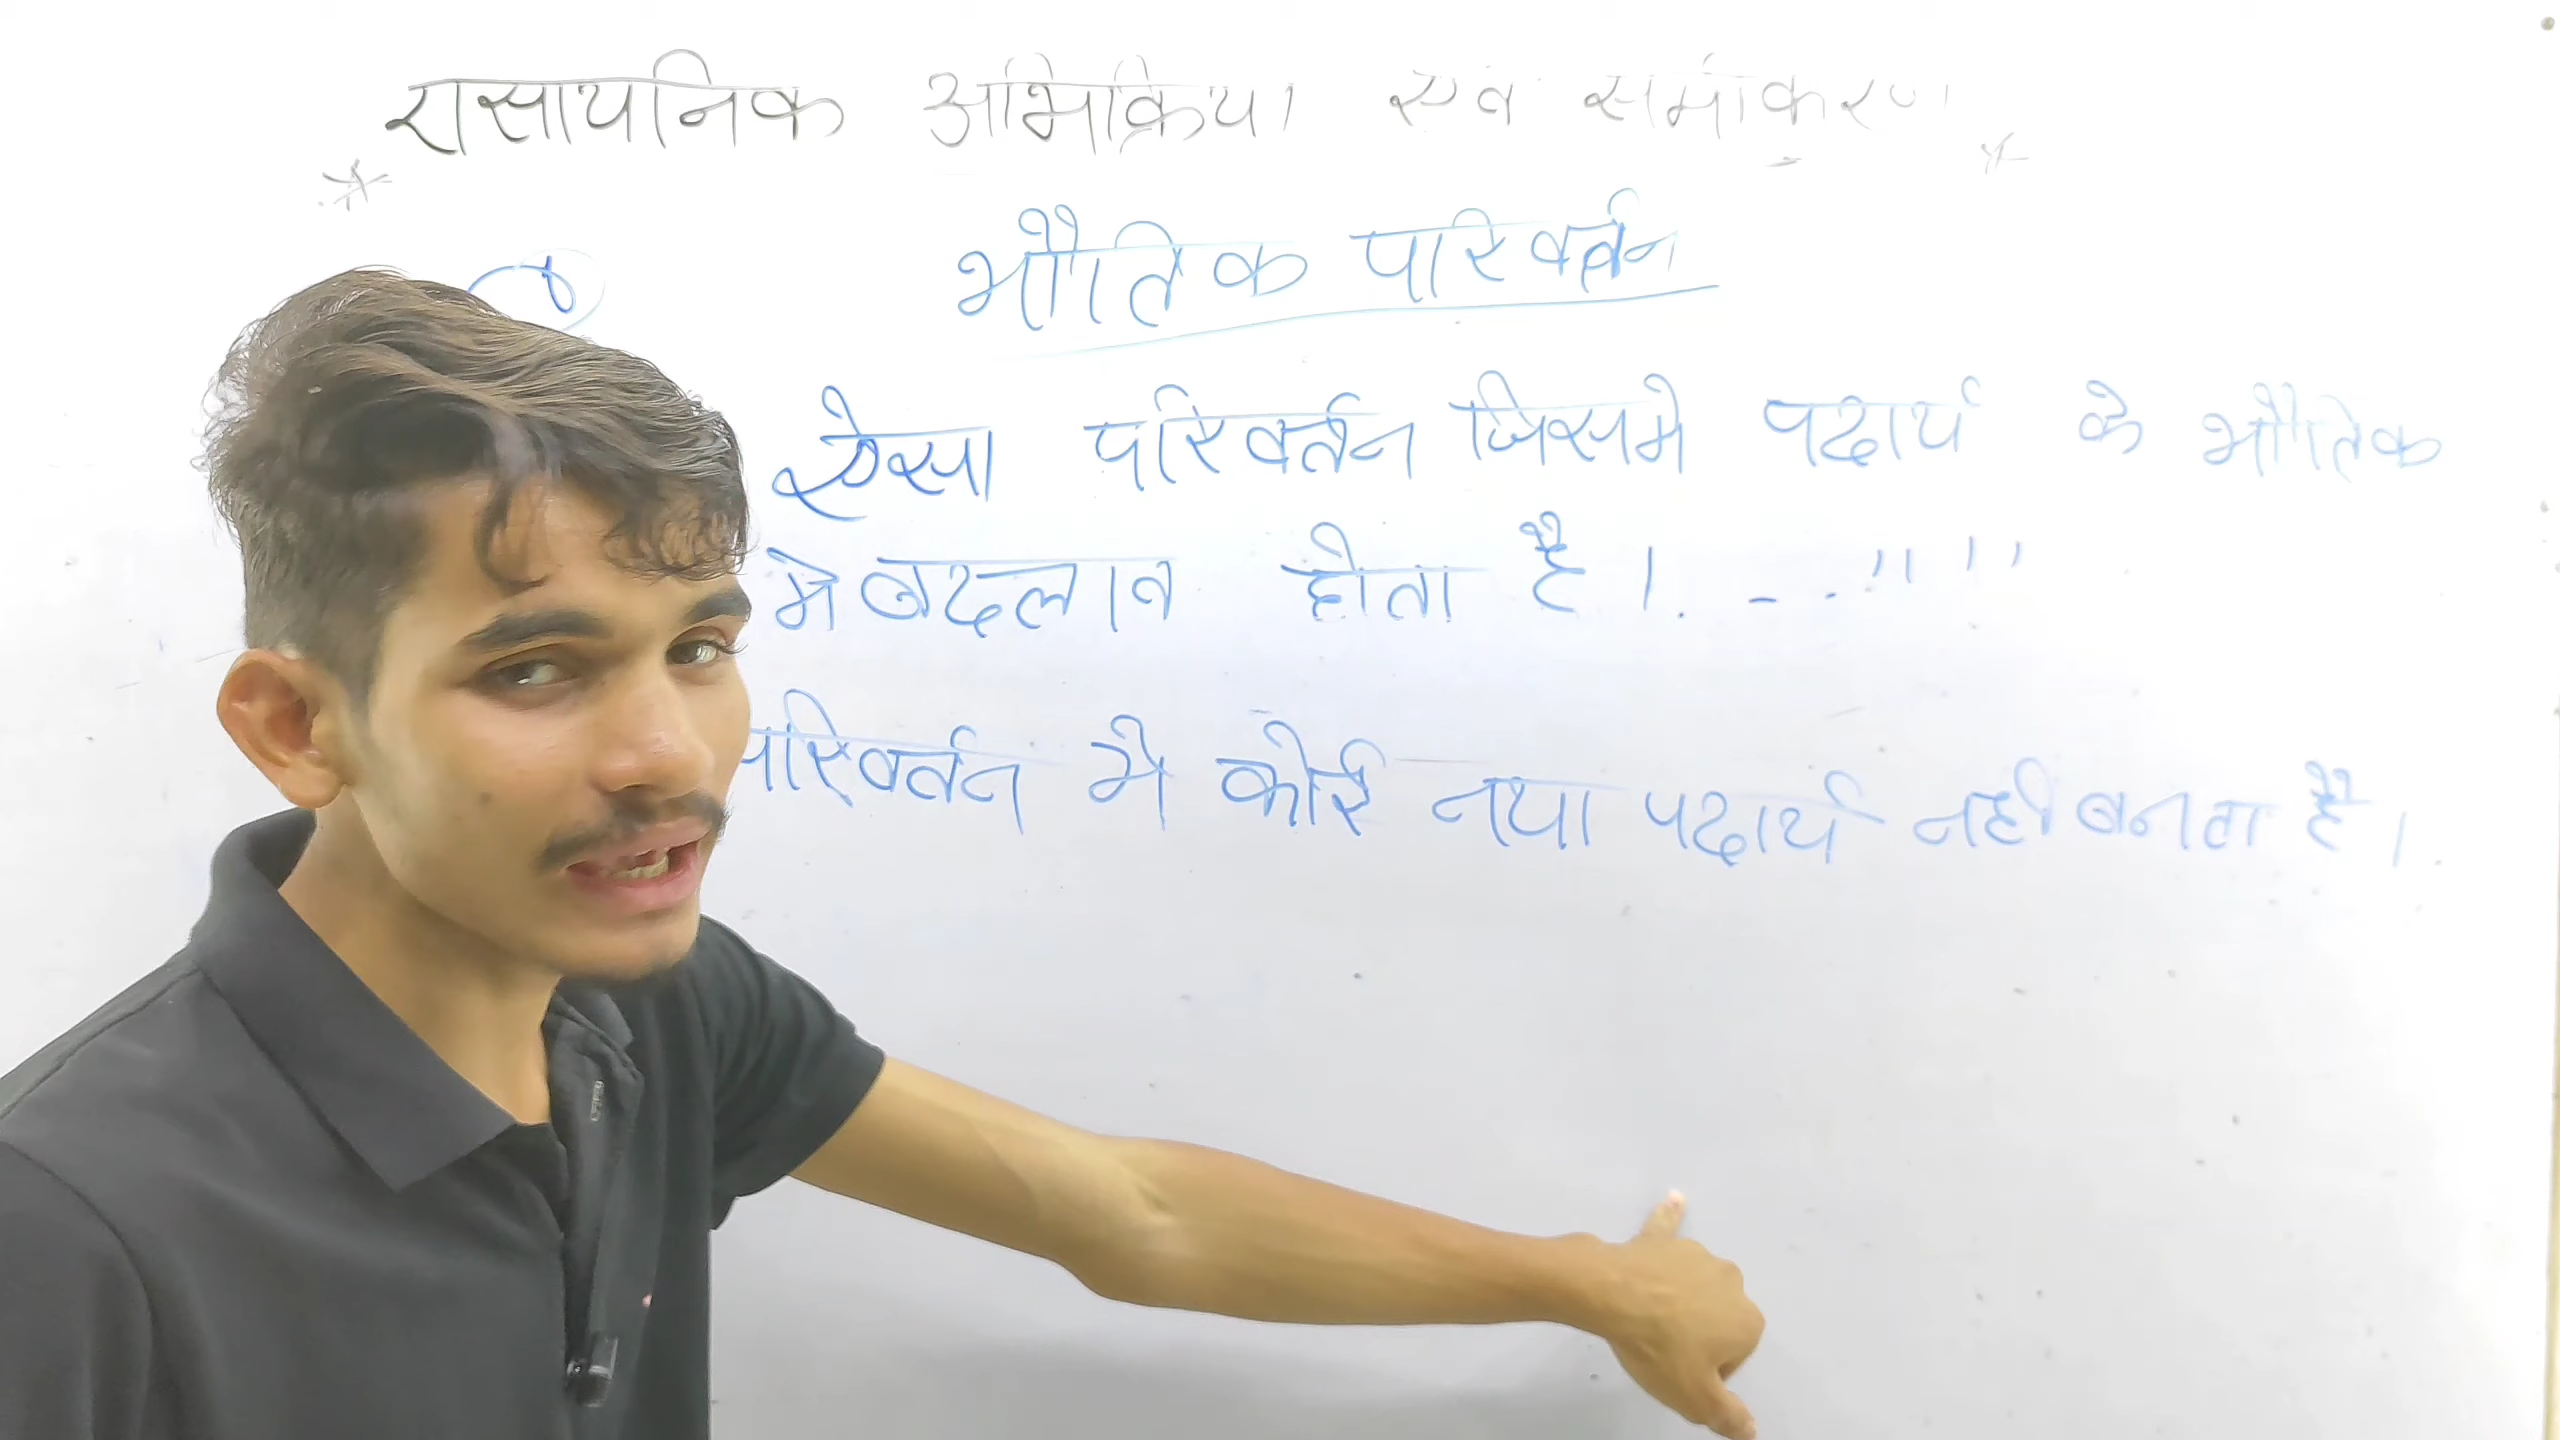 रासायनिक अभिक्रिया एवं समीकरण
भौतिक परिवर्तन
ऐसा परिवर्तन जिसमे पदार्थ के भौतिक
मे बदलाव होता है।
परिवर्तन मे कोई नया पदार्थ नही बनता है।